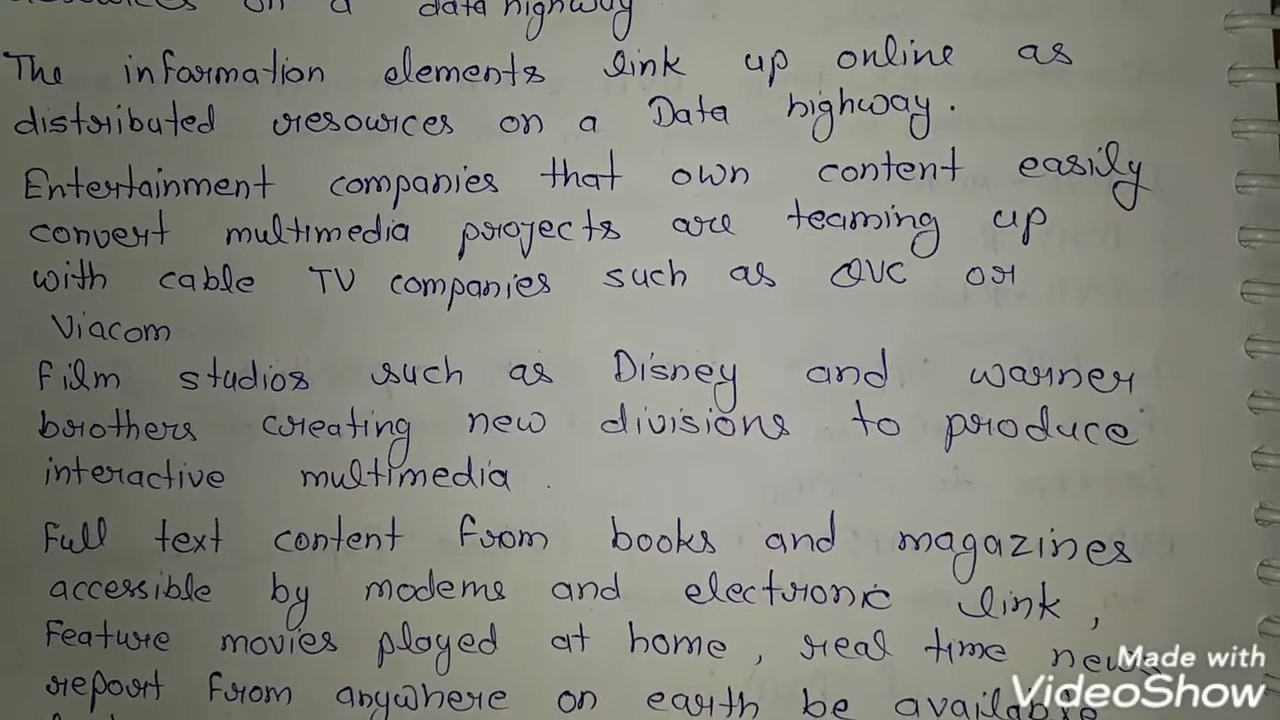 on a data highway
The information elements link up online as
distributed resources on a Data highway.
Entertainment companies that own content easily
convert multimedia projects are teaming up
with cable TV companies such as QVC or
Viacom
Film studios such as Disney and warner
brothers creating new divisions to produce
interactive multimedia.
Full text content from books and magazines
accessible by modems and electronic link,
Feature movies played at home, real time news
report from anywhere on earth be available
Made with
VideoShow